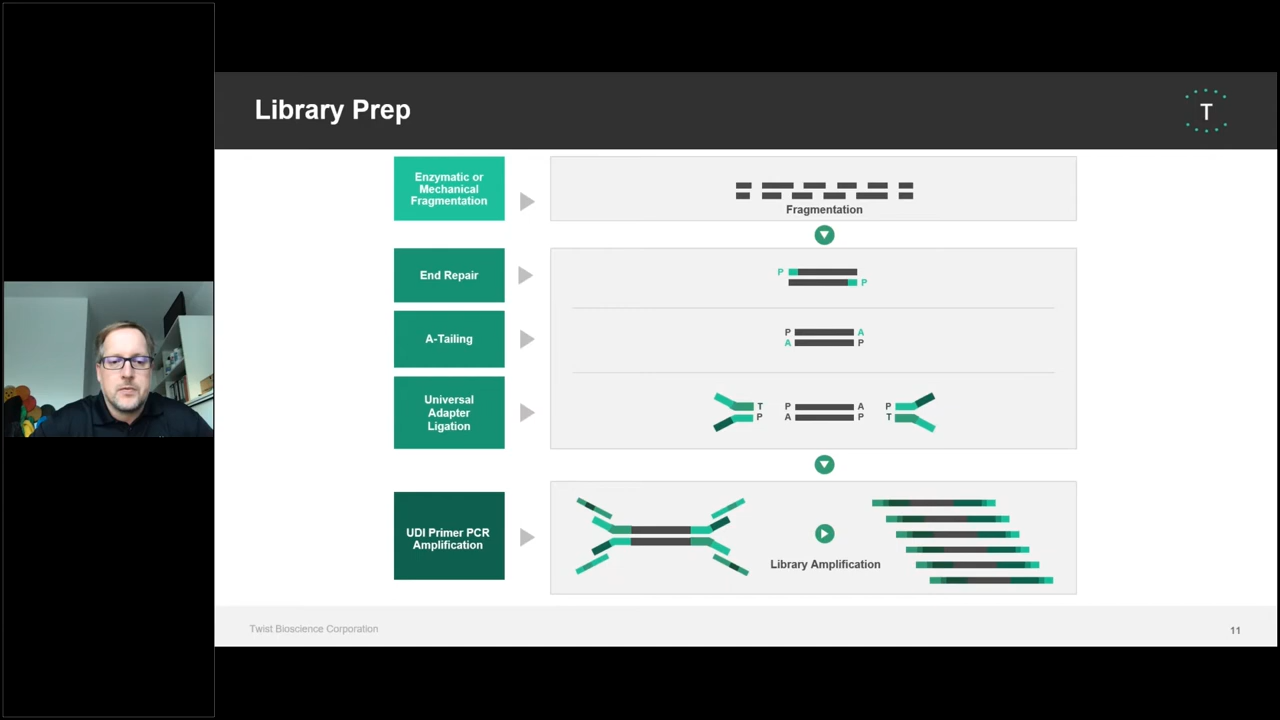 Library Prep
T
Enzymatic or
Mechanical
Fragmentation
Fragmentation
End Repair
P
P
A-Tailing
P A
A P
Universal
Adapter
Ligation
T P A P
P A P T
UDI Primer PCR
Amplification
Library Amplification
Twist Bioscience Corporation
11